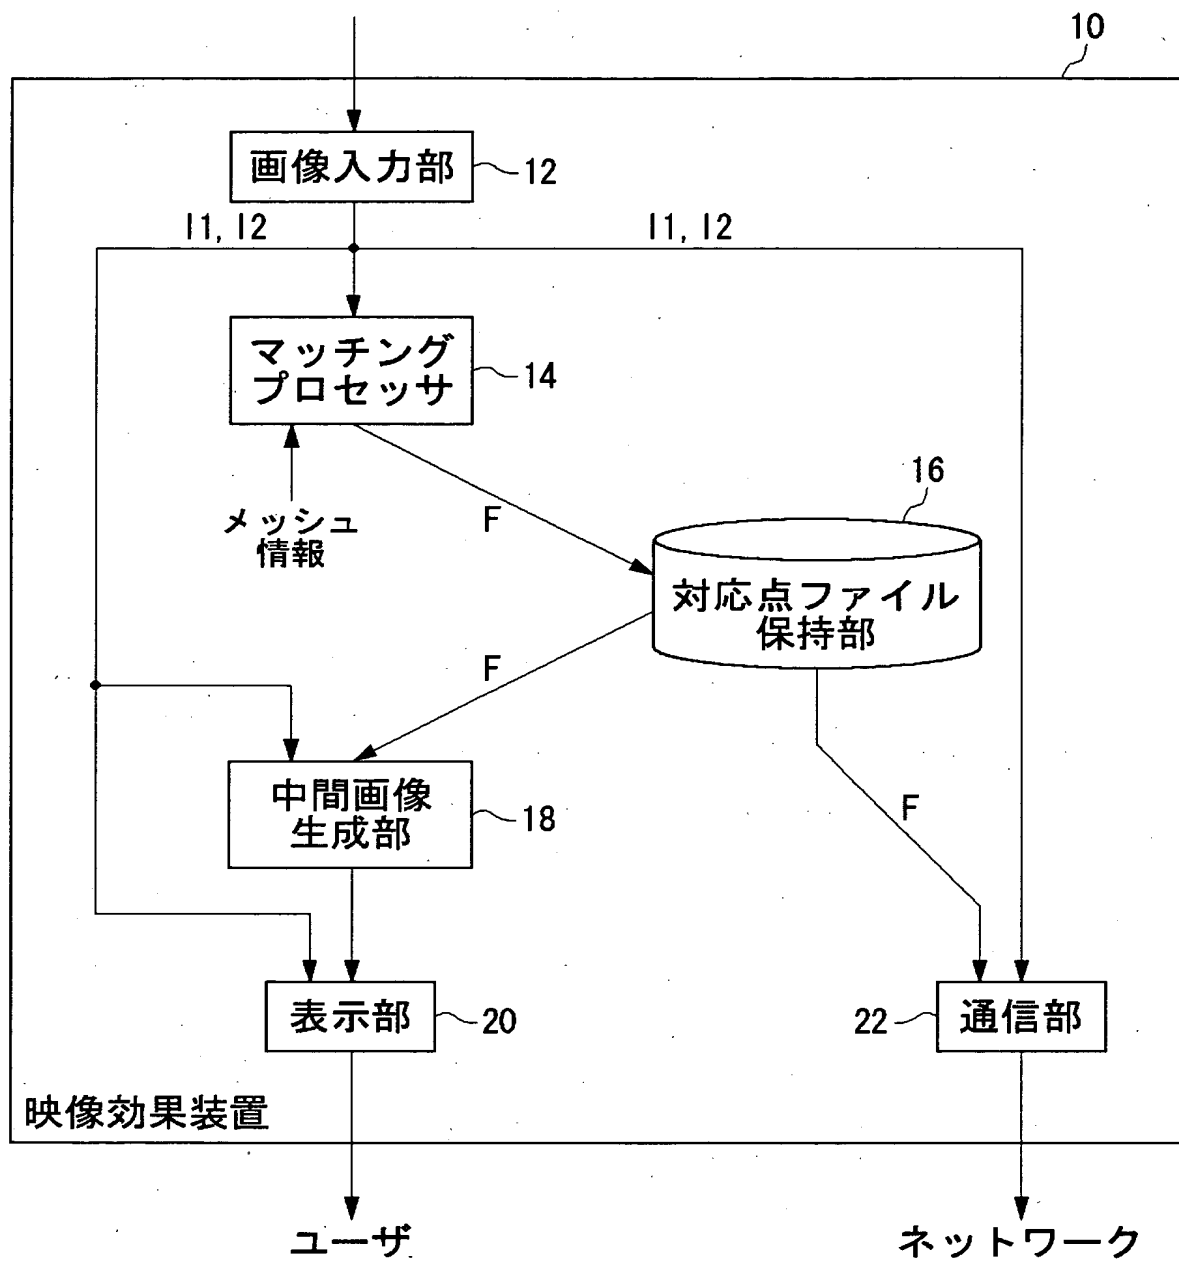 10
画像入力部
12
I1, I2
I1, I2
マッチング
プロセッサ
14
メッシュ
情報
F
16
対応点ファイル
保持部
F
中間画像
生成部
18
F
表示部
20
22
通信部
映像効果装置
ユーザ
ネットワーク